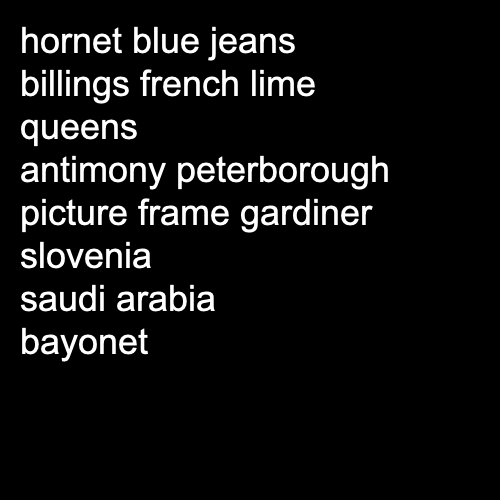 hornet blue jeans
billings french lime
queens
antimony peterborough
picture frame gardiner
slovenia
saudi arabia
bayonet